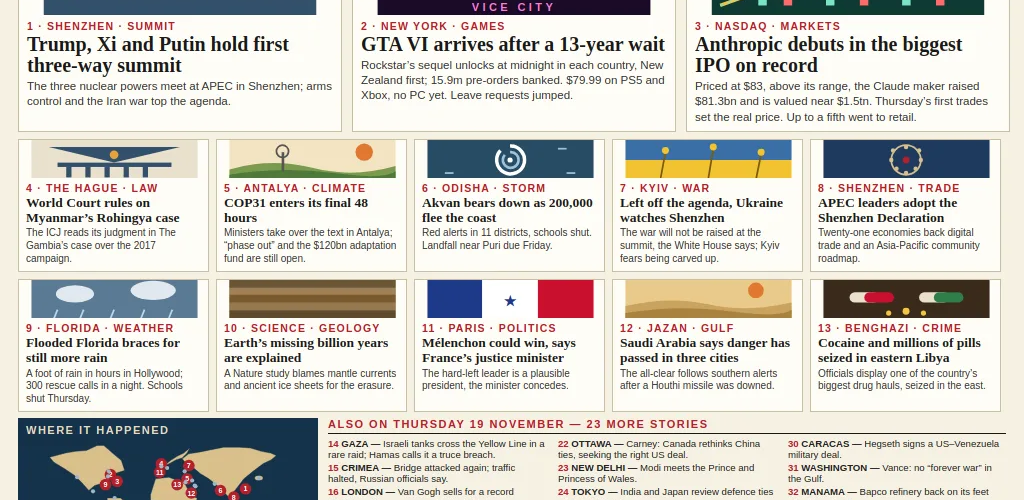 VICE CITY
1 · SHENZHEN · SUMMIT
Trump, Xi and Putin hold first
three-way summit
The three nuclear powers meet at APEC in Shenzhen; arms
control and the Iran war top the agenda.
2 · NEW YORK · GAMES
GTA VI arrives after a 13-year wait
Rockstar’s sequel unlocks at midnight in each country, New
Zealand first; 15.9m pre-orders banked. $79.99 on PS5 and
Xbox, no PC yet. Leave requests jumped.
3 · NASDAQ · MARKETS
Anthropic debuts in the biggest
IPO on record
Priced at $83, above its range, the Claude maker raised
$81.3bn and is valued near $1.5tn. Thursday’s first trades
set the real price. Up to a fifth went to retail.
4 · THE HAGUE · LAW
World Court rules on
Myanmar’s Rohingya case
The ICJ reads its judgment in The
Gambia’s case over the 2017
campaign.
5 · ANTALYA · CLIMATE
COP31 enters its final 48
hours
Ministers take over the text in Antalya;
“phase out” and the $120bn adaptation
fund are still open.
6 · ODISHA · STORM
Akvan bears down as 200,000
flee the coast
Red alerts in 11 districts, schools shut.
Landfall near Puri due Friday.
7 · KYIV · WAR
Left off the agenda, Ukraine
watches Shenzhen
The war will not be raised at the
summit, the White House says; Kyiv
fears being carved up.
8 · SHENZHEN · TRADE
APEC leaders adopt the
Shenzhen Declaration
Twenty-one economies back digital
trade and an Asia-Pacific community
roadmap.
9 · FLORIDA · WEATHER
Flooded Florida braces for
still more rain
A foot of rain in hours in Hollywood;
300 rescue calls in a night. Schools
shut Thursday.
10 · SCIENCE · GEOLOGY
Earth’s missing billion years
are explained
A Nature study blames mantle currents
and ancient ice sheets for the erasure.
11 · PARIS · POLITICS
Mélenchon could win, says
France’s justice minister
The hard-left leader is a plausible
president, the minister concedes.
12 · JAZAN · GULF
Saudi Arabia says danger has
passed in three cities
The all-clear follows southern alerts
after a Houthi missile was downed.
13 · BENGHAZI · CRIME
Cocaine and millions of pills
seized in eastern Libya
Officials display one of the country’s
biggest drug hauls, seized in the east.
WHERE IT HAPPENED
4
7
11
3
9
13
12
6
1
8
ALSO ON THURSDAY 19 NOVEMBER — 23 MORE STORIES
14 GAZA — Israeli tanks cross the Yellow Line in a
rare raid; Hamas calls it a truce breach.
15 CRIMEA — Bridge attacked again; traffic
halted, Russian officials say.
16 LONDON — Van Gogh sells for a record
22 OTTAWA — Carney: Canada rethinks China
ties, seeking the right US deal.
23 NEW DELHI — Modi meets the Prince and
Princess of Wales.
24 TOKYO — India and Japan review defence ties
30 CARACAS — Hegseth signs a US–Venezuela
military deal.
31 WASHINGTON — Vance: no “forever war” in
the Gulf.
32 MANAMA — Bapco refinery back on its feet